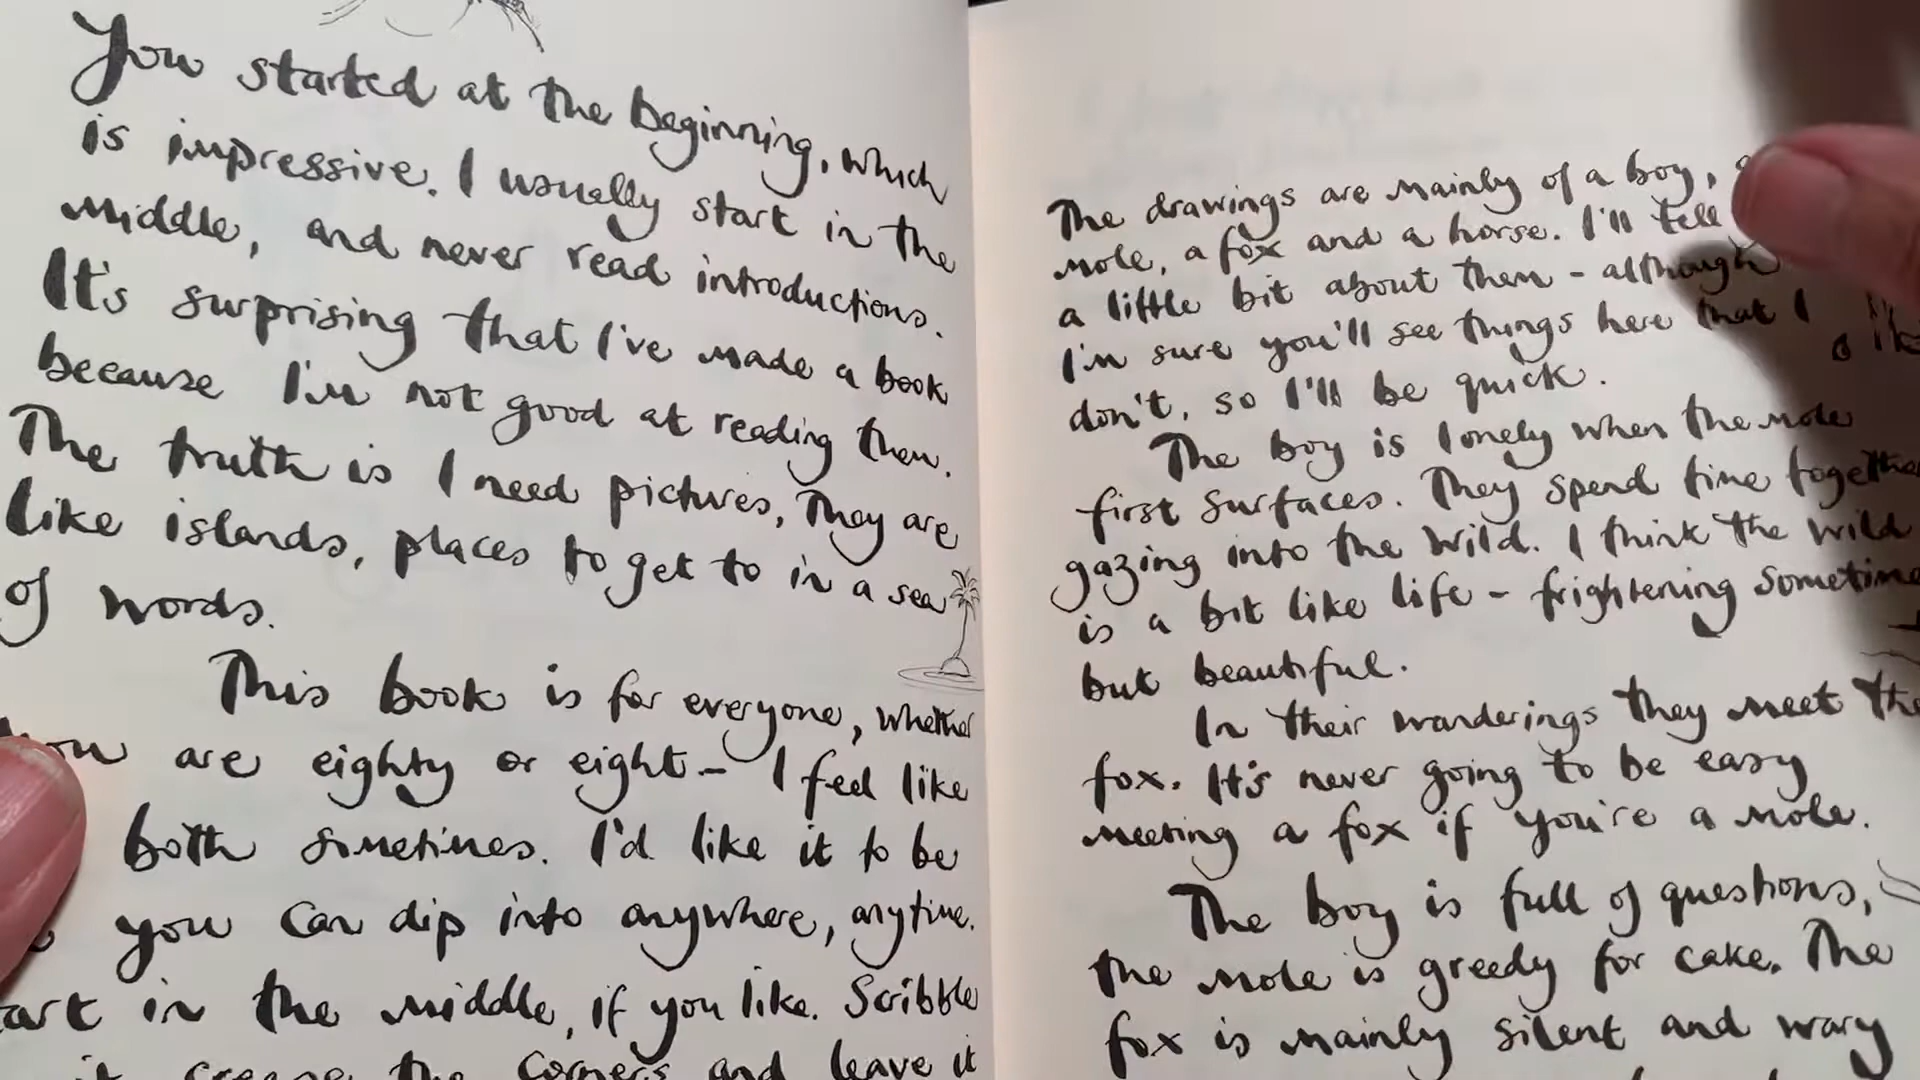 You started at the beginning, which
is impressive. I usually start in the
middle, and never read introductions.
It's surprising that I've made a book
because I'm not good at reading them.
The truth is I need pictures, They are
like islands, places to get to in a sea
of words.
This book is for everyone, whether
are eighty or eight - I feel like
both sometimes. I'd like it to be
you can dip into anywhere, anytime.
in the middle, if you like. Scribble
it, crease the corners and leave it
The drawings are mainly of a boy,
mole, a fox and a horse. I'll tell
a little bit about them - although
I'm sure you'll see things here that I
don't, so I'll be quick.
The boy is lonely when the mole
first surfaces. They spend time together
gazing into the wild. I think the wild
is a bit like life - frightening
but beautiful.
In their wanderings they meet the
fox. It's never going to be easy
meeting a fox if you're a mole.
The boy is full of questions,
the mole is greedy for cake. The
fox is mainly silent and wary